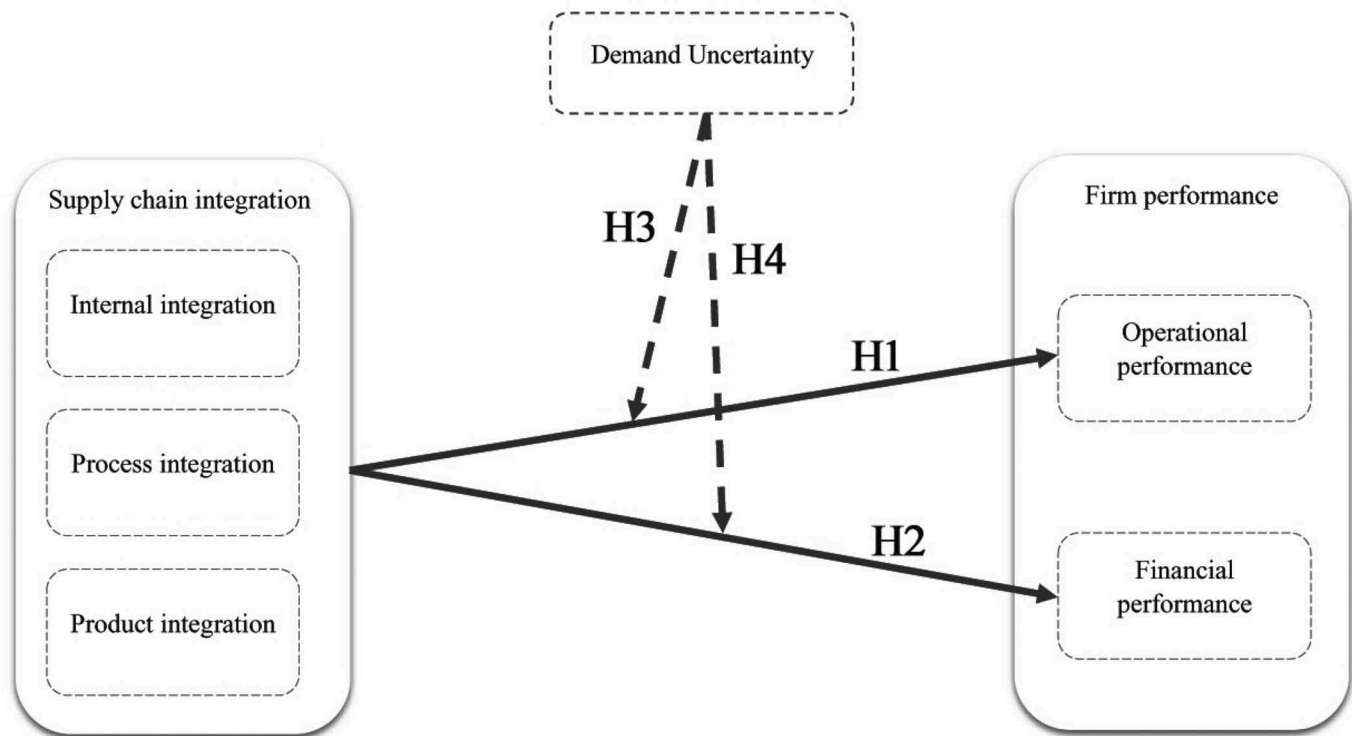 Demand Uncertainty
Supply chain integration
Internal integration
Process integration
Product integration
H3
H4
H1
H2
Firm performance
Operational
performance
Financial
performance